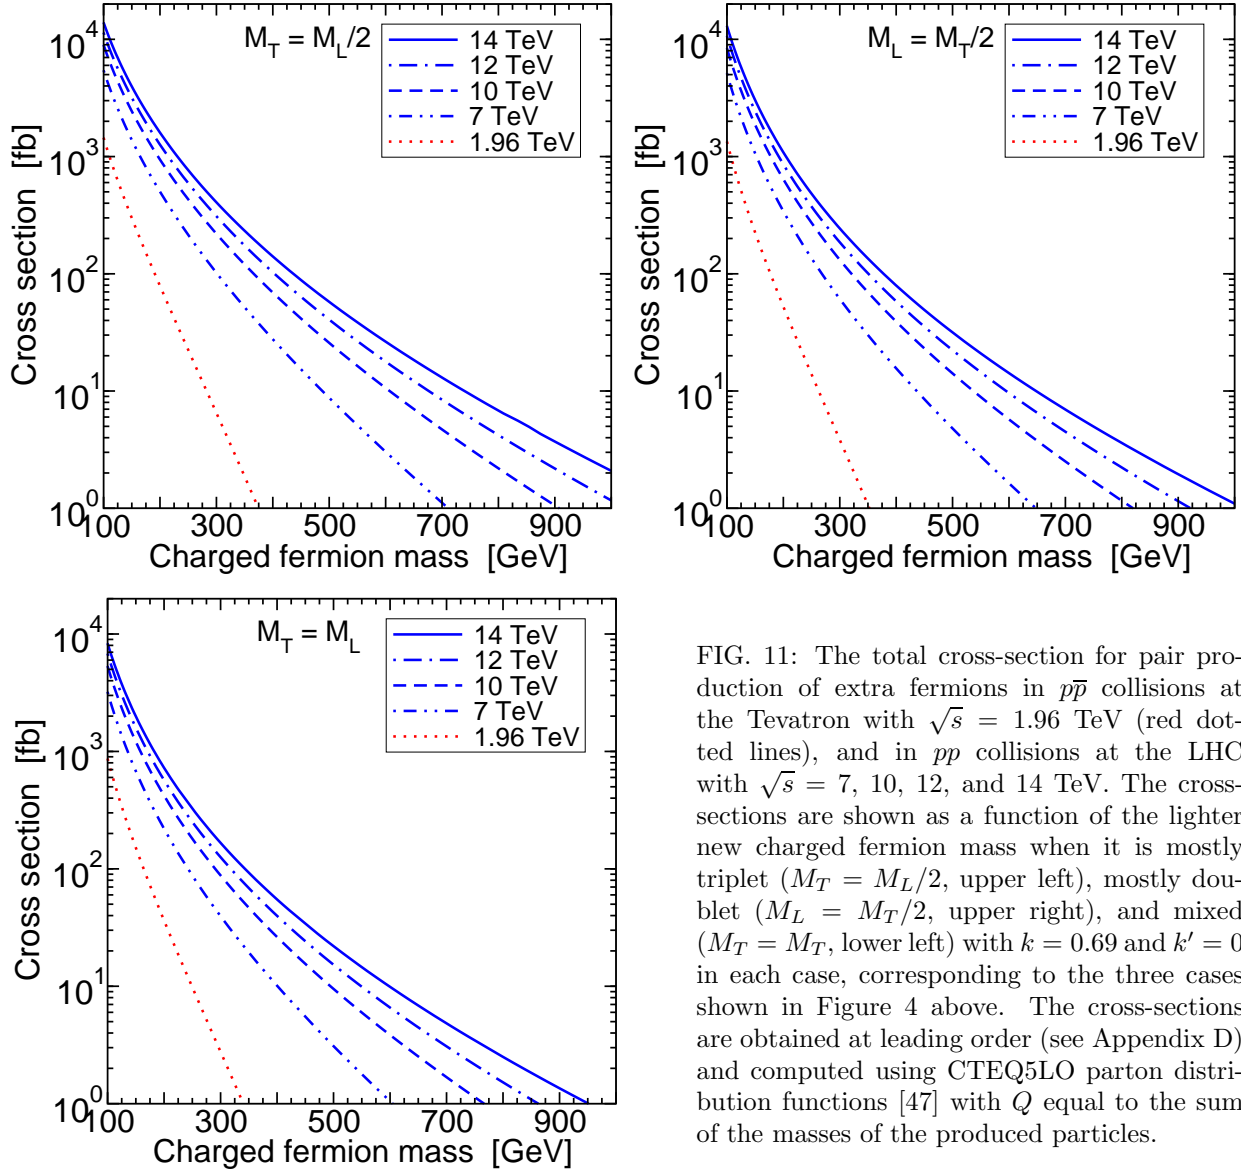 M_T = M_L/2
14 TeV
12 TeV
10 TeV
7 TeV
1.96 TeV
10^4
10^3
10^2
10^1
10^0
Cross section [fb]
100 300 500 700 900
Charged fermion mass [GeV]
M_L = M_T/2
14 TeV
12 TeV
10 TeV
7 TeV
1.96 TeV
10^4
10^3
10^2
10^1
10^0
Cross section [fb]
100 300 500 700 900
Charged fermion mass [GeV]
M_T = M_L
14 TeV
12 TeV
10 TeV
7 TeV
1.96 TeV
10^4
10^3
10^2
10^1
10^0
Cross section [fb]
100 300 500 700 900
Charged fermion mass [GeV]
FIG. 11: The total cross-section for pair pro-
duction of extra fermions in pp̅ collisions at
the Tevatron with √s = 1.96 TeV (red dot-
ted lines), and in pp collisions at the LHC
with √s = 7, 10, 12, and 14 TeV. The cross-
sections are shown as a function of the lighter
new charged fermion mass when it is mostly
triplet (M_T = M_L/2, upper left), mostly dou-
blet (M_L = M_T/2, upper right), and mixed
(M_T = M_T, lower left) with k = 0.69 and k′ = 0
in each case, corresponding to the three cases
shown in Figure 4 above. The cross-sections
are obtained at leading order (see Appendix D)
and computed using CTEQ5LO parton distri-
bution functions [47] with Q equal to the sum
of the masses of the produced particles.